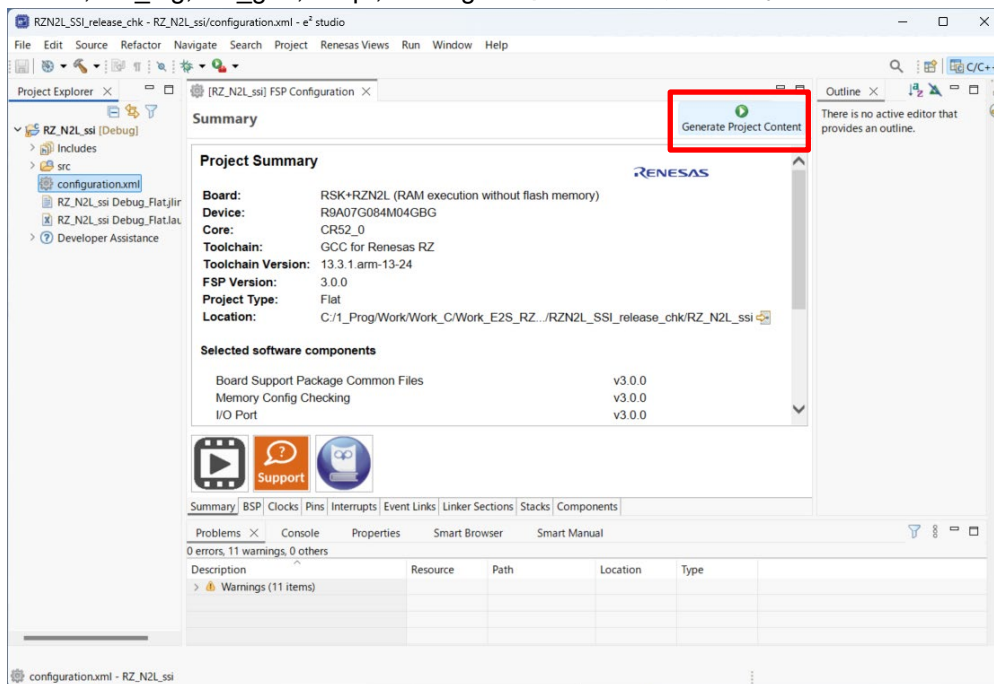 RZN2L_SSI_release_chk - RZ_N2L_ssi/configuration.xml - e² studio
File Edit Source Refactor Navigate Search Project Renesas Views Run Window Help
C/C++
Project Explorer
[RZ_N2L_ssi] FSP Configuration
Outline
RZ_N2L_ssi [Debug]
Includes
src
configuration.xml
RZ_N2L_ssi Debug_Flat.jlin
RZ_N2L_ssi Debug_Flat.lau
Developer Assistance
Summary
Generate Project Content
There is no active editor that
provides an outline.
Project Summary
RENESAS
Board: RSK+RZN2L (RAM execution without flash memory)
Device: R9A07G084M04GBG
Core: CR52_0
Toolchain: GCC for Renesas RZ
Toolchain Version: 13.3.1.arm-13-24
FSP Version: 3.0.0
Project Type: Flat
Location: C:/1_Prog/Work/Work_C/Work_E2S_RZ.../RZN2L_SSI_release_chk/RZ_N2L_ssi
Selected software components
Board Support Package Common Files v3.0.0
Memory Config Checking v3.0.0
I/O Port v3.0.0
Support
Summary BSP Clocks Pins Interrupts Event Links Linker Sections Stacks Components
Problems Console Properties Smart Browser Smart Manual
0 errors, 11 warnings, 0 others
Description Resource Path Location Type
Warnings (11 items)
configuration.xml - RZ_N2L_ssi